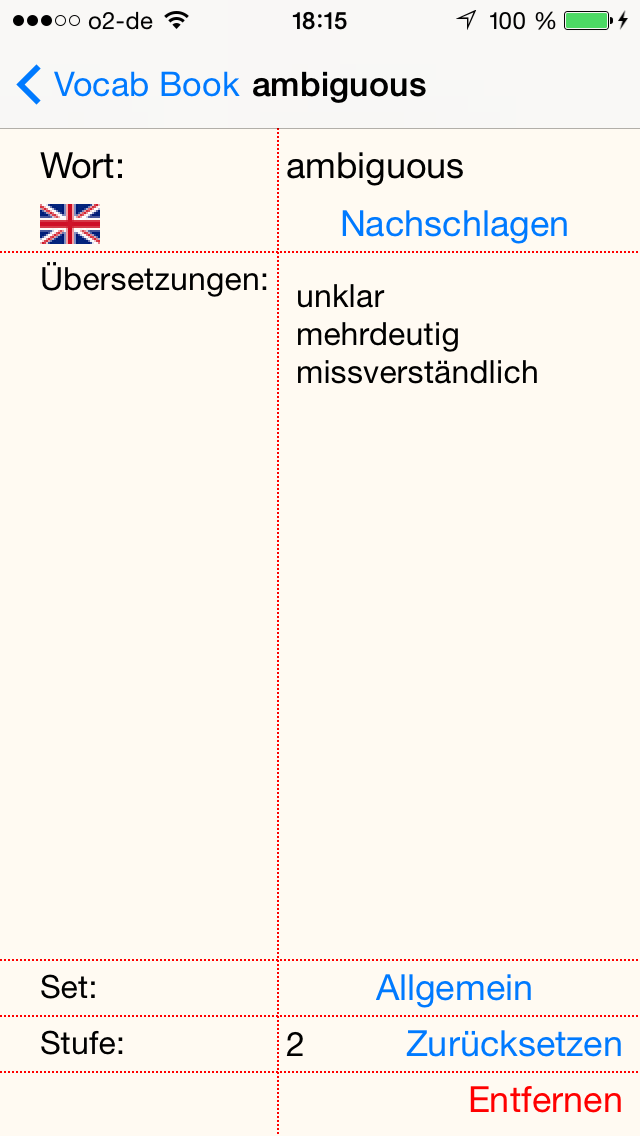 o2-de 18:15 100 %
Vocab Book ambiguous
Wort: ambiguous
Nachschlagen
Übersetzungen:
unklar
mehrdeutig
missverständlich
Set: Allgemein
Stufe: 2 Zurücksetzen
Entfernen